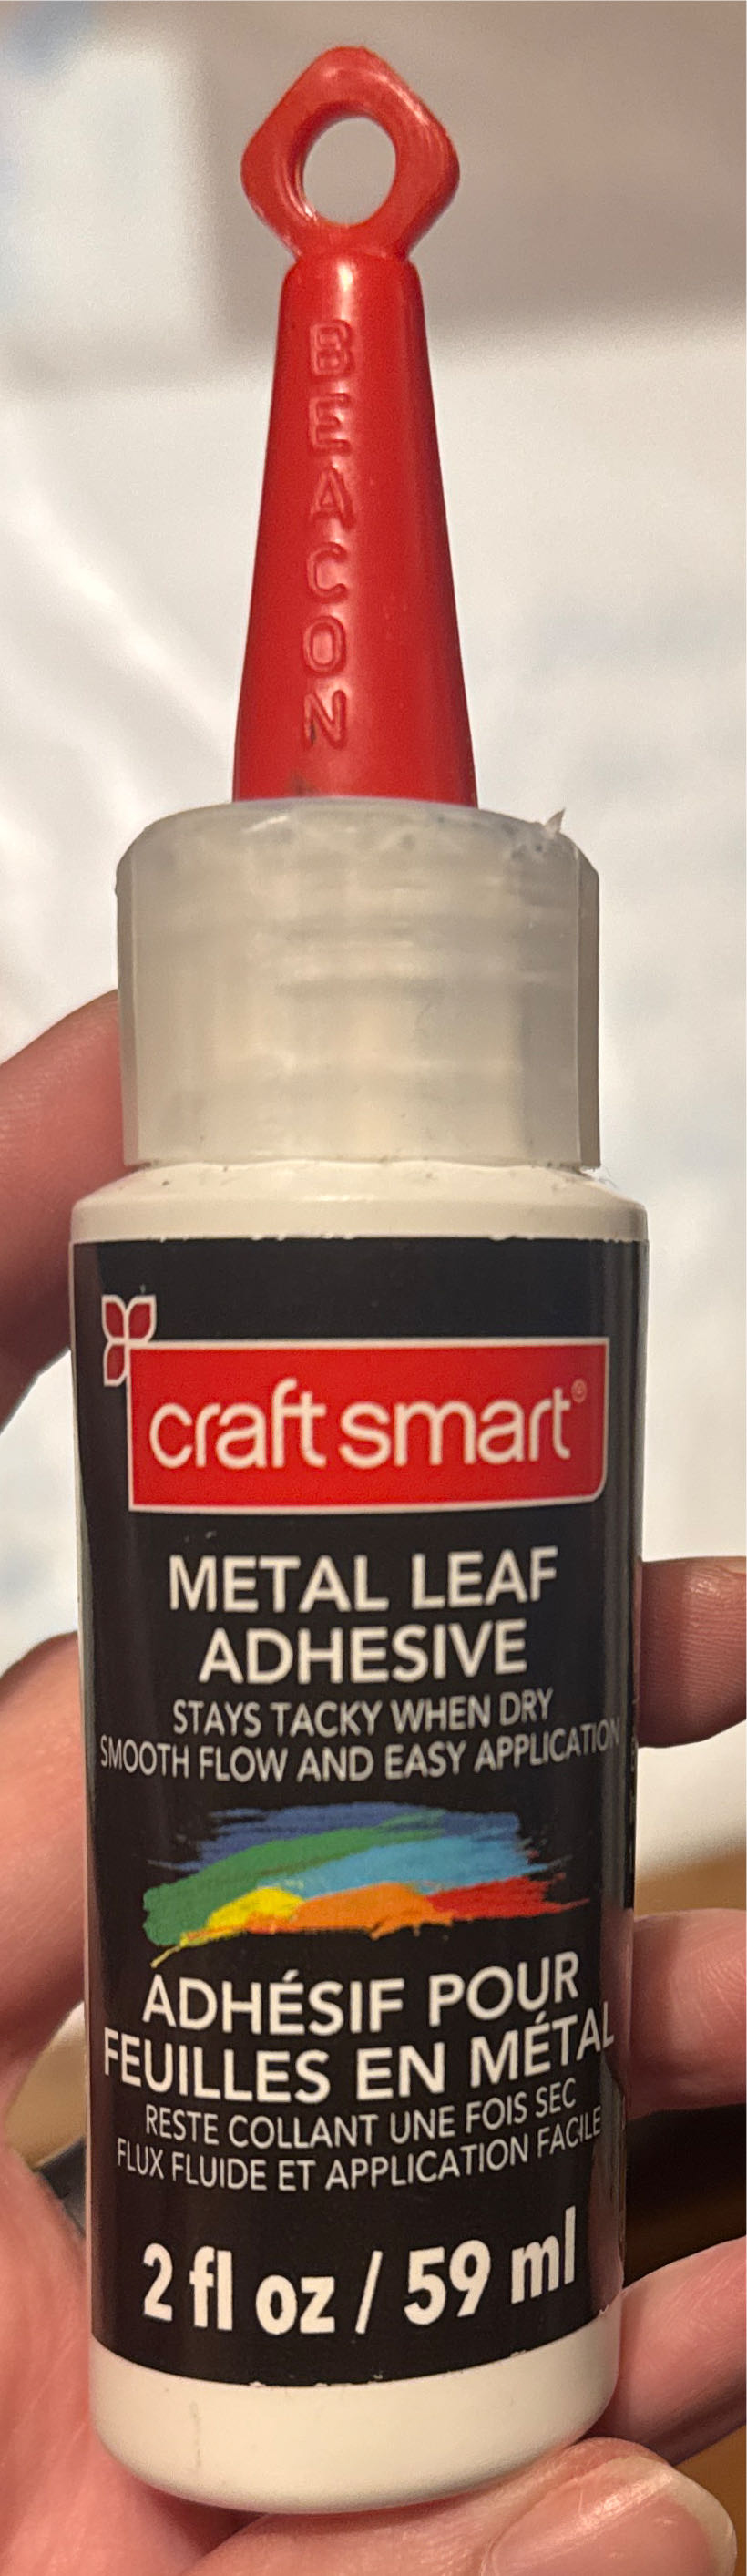 BEACON
craft smart®
METAL LEAF
ADHESIVE
STAYS TACKY WHEN DRY
SMOOTH FLOW AND EASY APPLICATION
ADHÉSIF POUR
FEUILLES EN MÉTAL
RESTE COLLANT UNE FOIS SEC
FLUX FLUIDE ET APPLICATION FACILE
2 fl oz / 59 ml